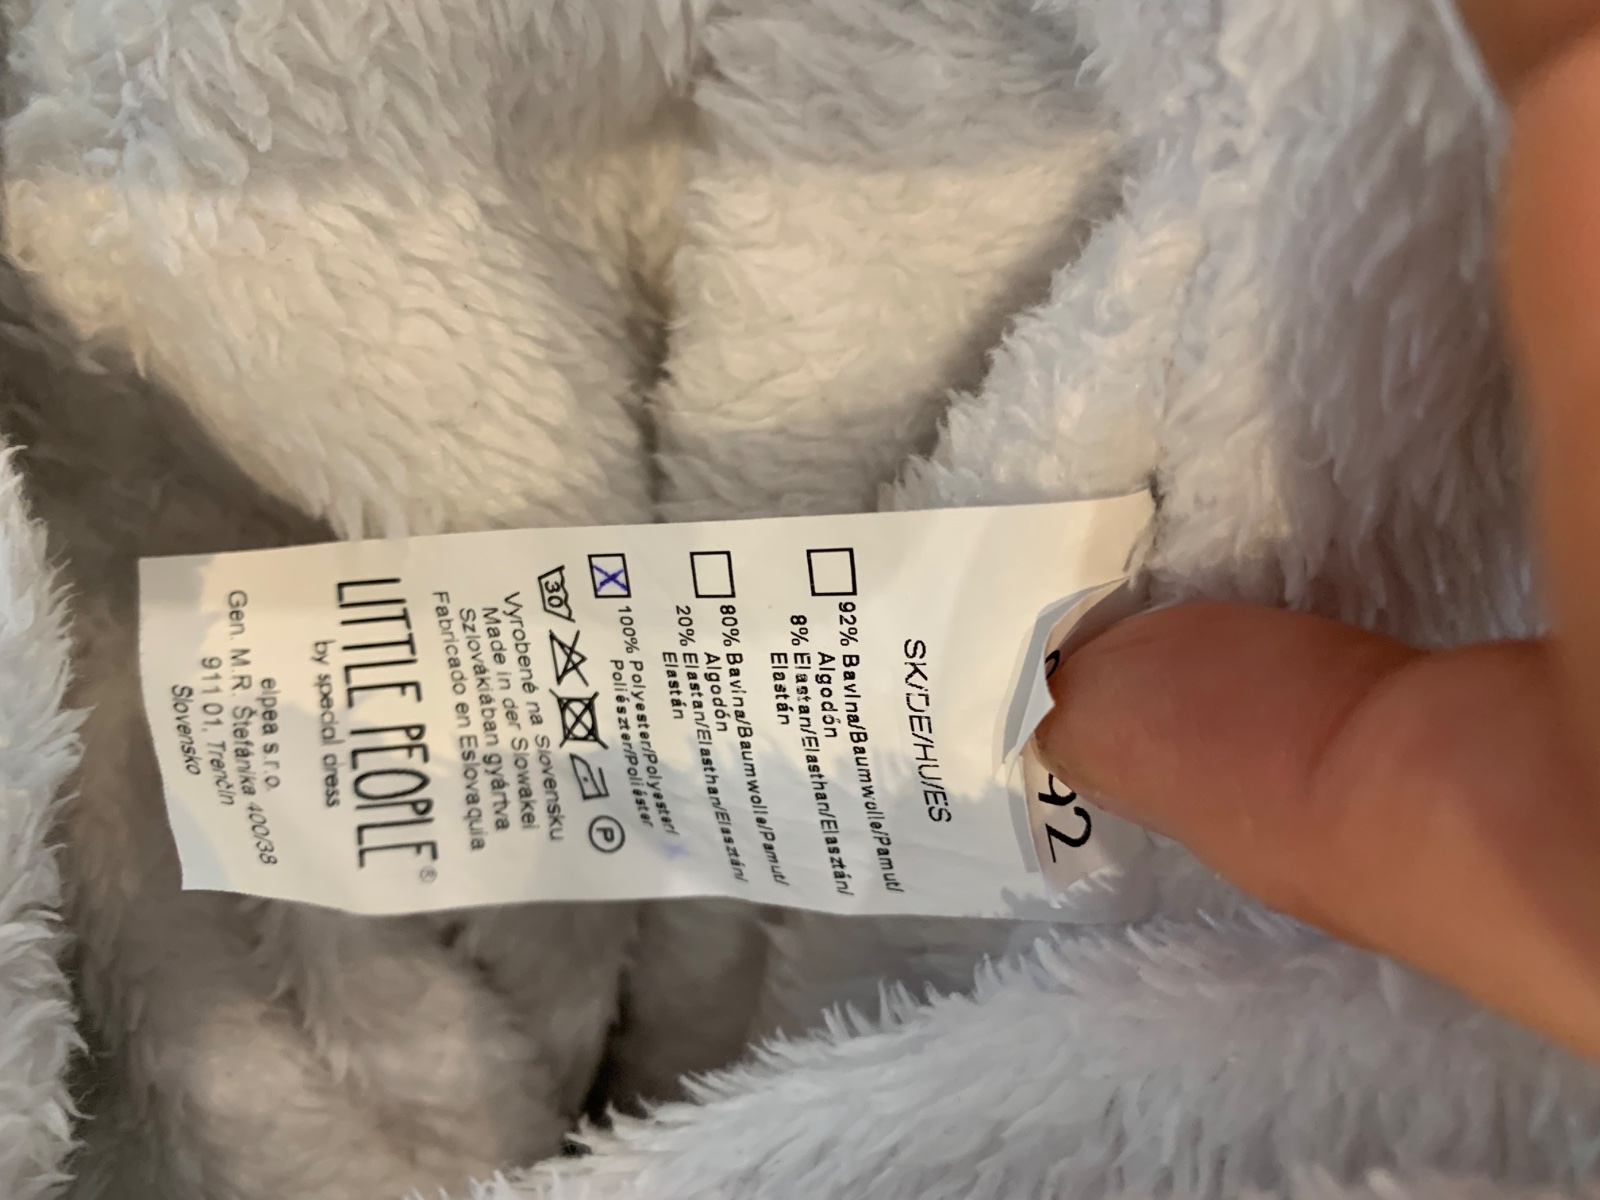 92
SK/DE/HU/ES
92% Bavlna/Baumwolle/Pamut/
Algodón
8% Elastan/Elasthan/Elasztán/
Elastán
80% Bavlna/Baumwolle/Pamut/
Algodón
20% Elastan/Elasthan/Elasztán/
Elastán
X 100% Polyester/Polyester/
Poliészter/Poliéster
30 P
Vyrobené na Slovensku
Made in der Slowakei
Szlovákiában gyártva
Fabricado en Eslovaquia
LITTLE PEOPLE®
by special dress
elpea s.r.o.
Gen. M.R. Štefánika 400/38
911 01, Trenčín
Slovensko